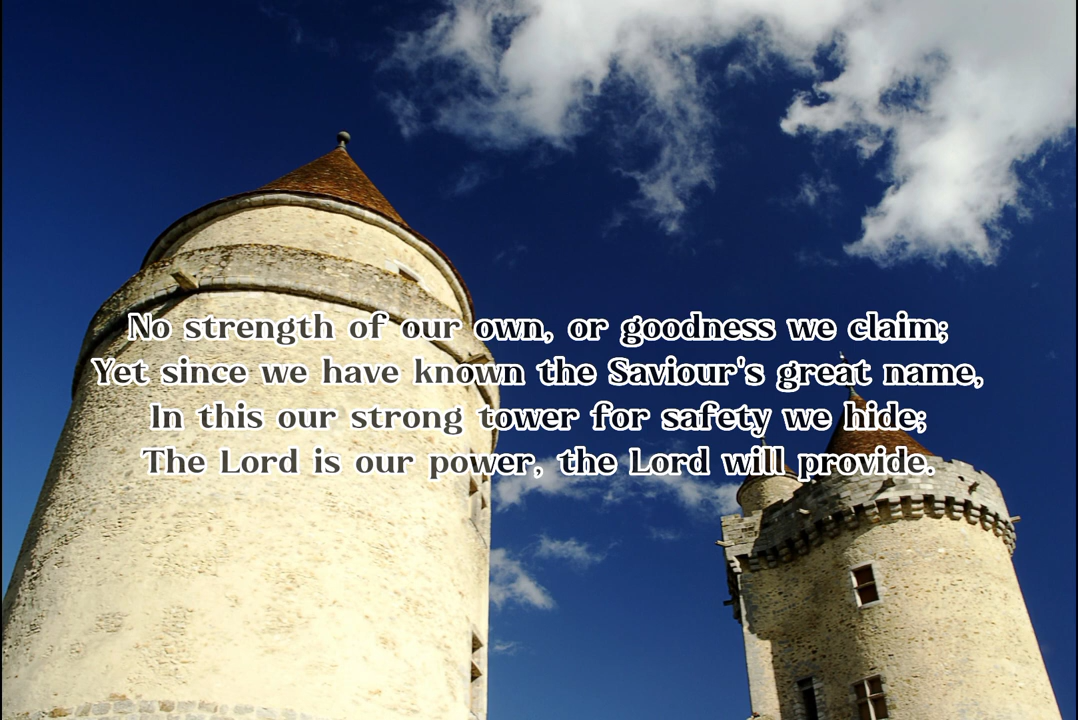 No strength of our own, or goodness we claim;
Yet since we have known the Saviour's great name,
In this our strong tower for safety we hide;
The Lord is our power, the Lord will provide.